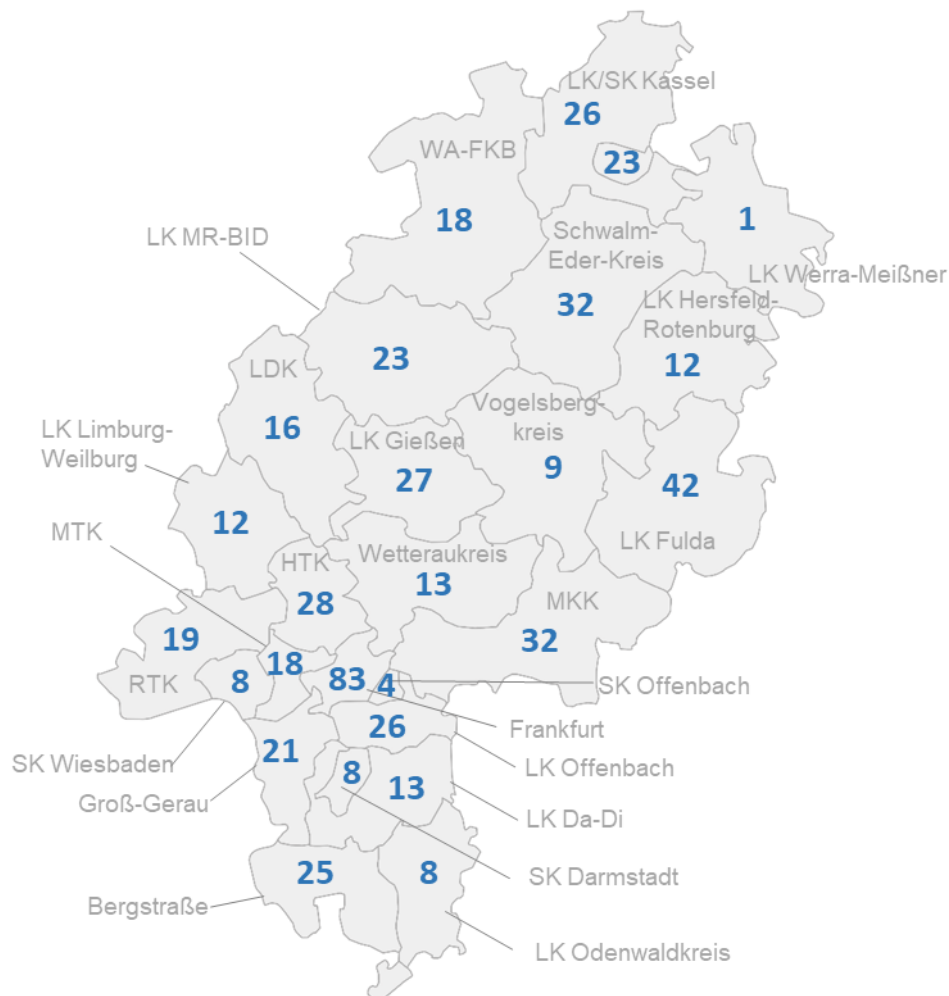 LK/SK Kassel
26
WA-FKB
23
18
1
LK MR-BID
Schwalm-
Eder-Kreis
LK Werra-Meißner
32
LK Hersfeld-
Rotenburg
23
12
LDK
16
Vogelsberg-
kreis
LK Limburg-
Weilburg
LK Gießen
27
9
42
12
MTK
LK Fulda
HTK
Wetteraukreis
28
13
MKK
19
32
18
RTK
8
83
4
SK Offenbach
Frankfurt
26
SK Wiesbaden
21
LK Offenbach
Groß-Gerau
8
13
LK Da-Di
25
8
SK Darmstadt
Bergstraße
LK Odenwaldkreis